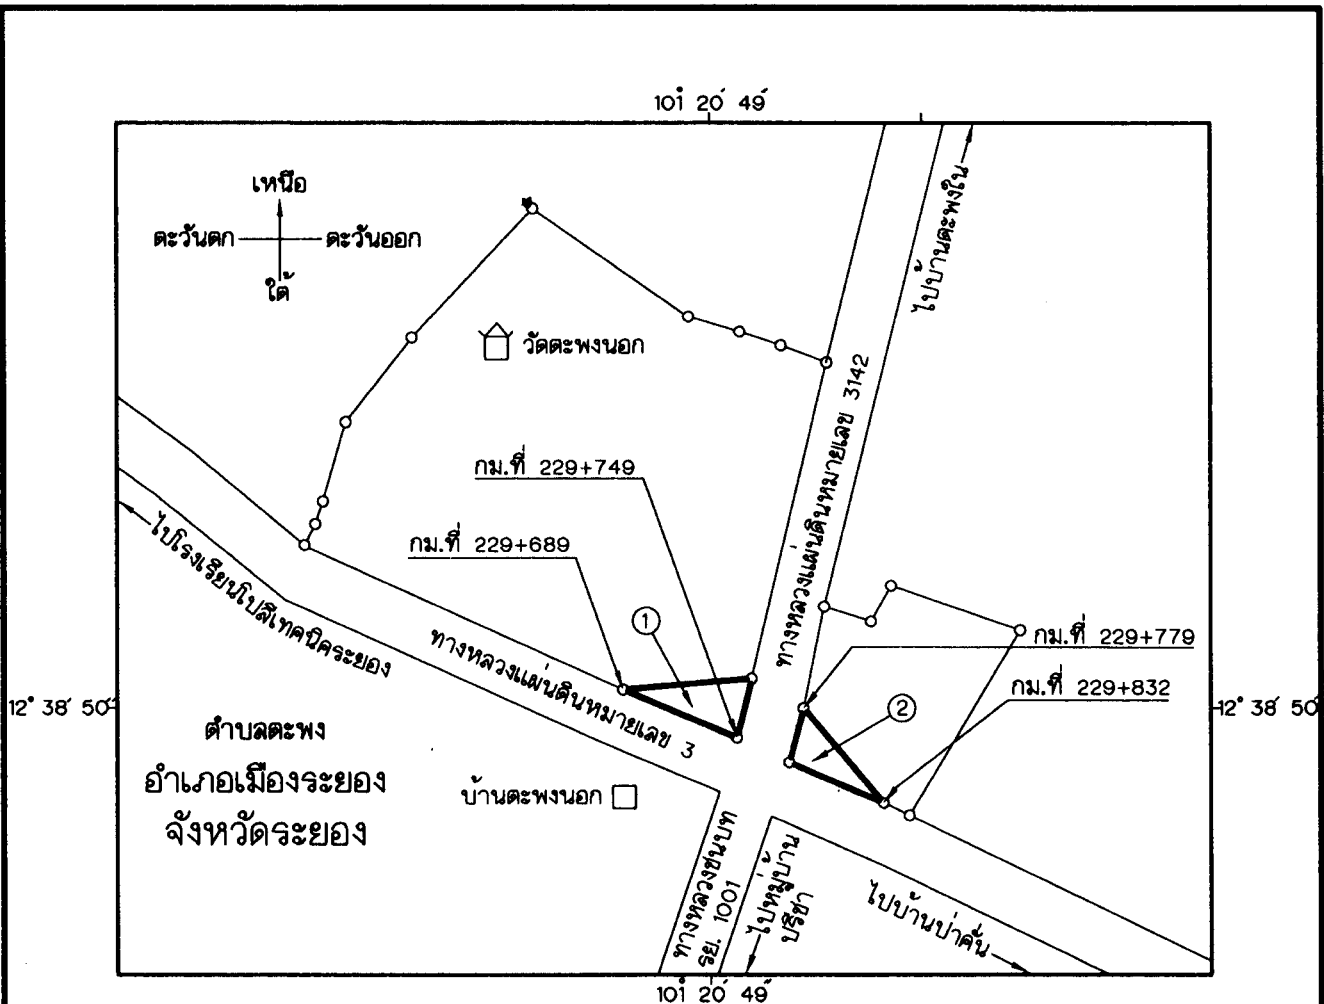 101° 20′ 49″
เหนือ
ตะวันตก
ตะวันออก
ใต้
ไปบ้านตะพงใน
วัดตะพงนอก
ทางหลวงแผ่นดินหมายเลข 3142
กม.ที่ 229+749
กม.ที่ 229+689
ไปโรงเรียนโปลีเทคนิคระยอง
ทางหลวงแผ่นดินหมายเลข 3
1
กม.ที่ 229+779
กม.ที่ 229+832
2
12° 38′ 50″
12° 38′ 50″
ตำบลตะพง
อำเภอเมืองระยอง
จังหวัดระยอง
บ้านตะพงนอก
ทางหลวงชนบท
รย. 1001
ไปหมู่บ้าน
ปรีชา
ไปบ้านป่าคั่น
101° 20′ 49″